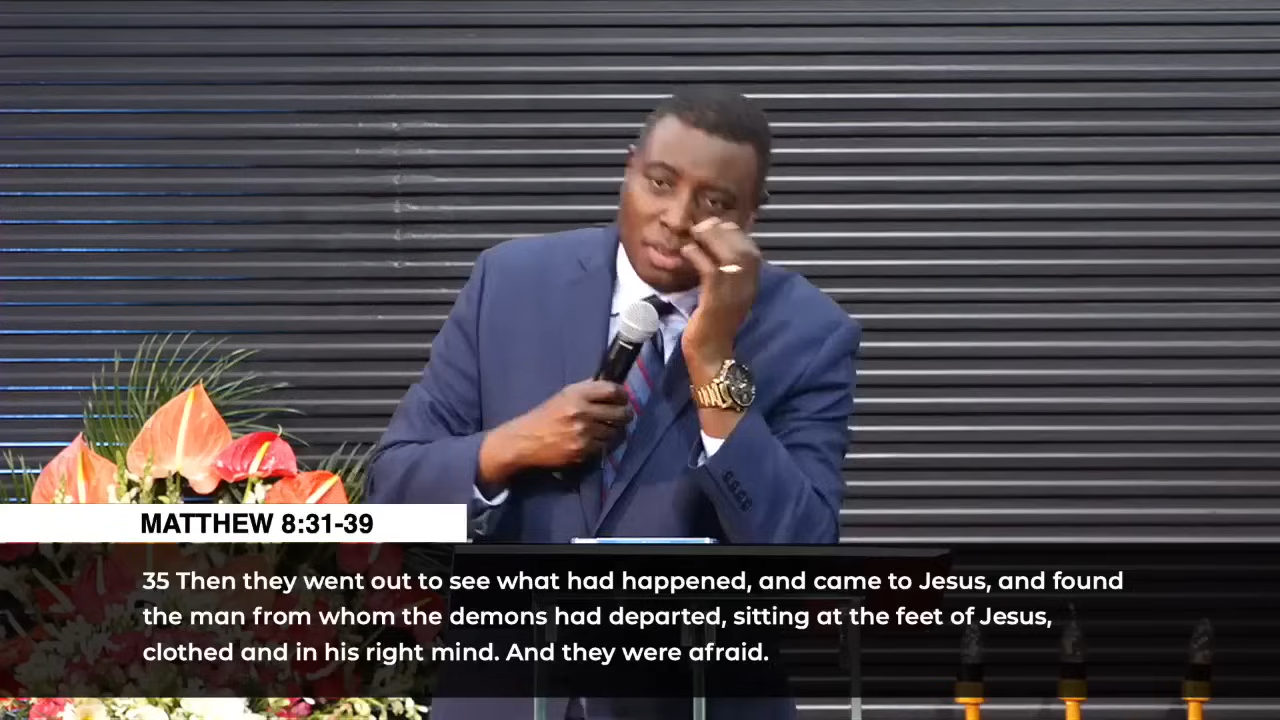 MATTHEW 8:31-39
35 Then they went out to see what had happened, and came to Jesus, and found
the man from whom the demons had departed, sitting at the feet of Jesus,
clothed and in his right mind. And they were afraid.